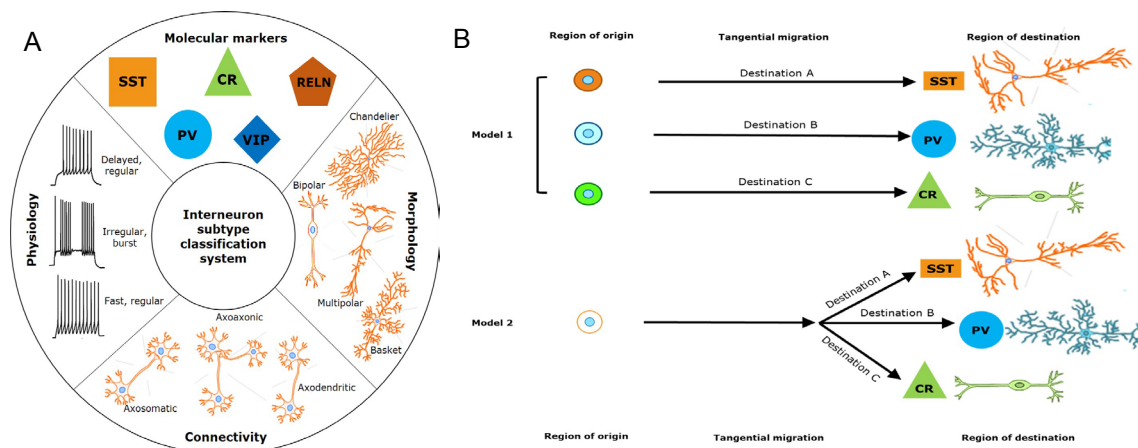 A
Molecular markers
SST
CR
RELN
PV
VIP
Physiology
Delayed,
regular
Irregular,
burst
Fast, regular
Interneuron
subtype
classification
system
Morphology
Chandelier
Bipolar
Multipolar
Basket
Axoaxonic
Axodendritic
Axosomatic
Connectivity
B
Region of origin
Tangential migration
Region of destination
Model 1
Destination A
SST
Destination B
PV
Destination C
CR
Model 2
Destination A
SST
Destination B
PV
Destination C
CR
Region of origin
Tangential migration
Region of destination